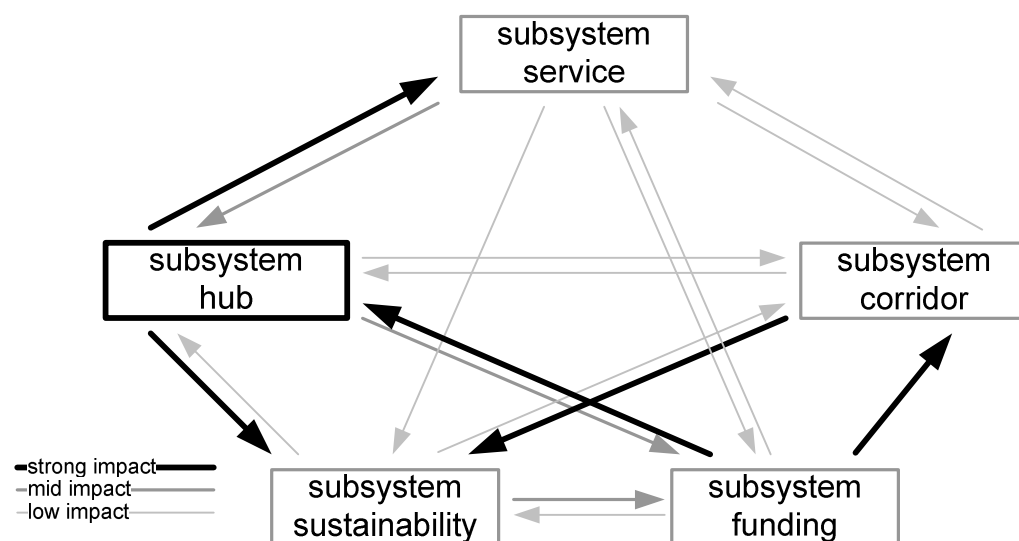 subsystem
service
subsystem
hub
subsystem
corridor
strong impact
mid impact
low impact
subsystem
sustainability
subsystem
funding